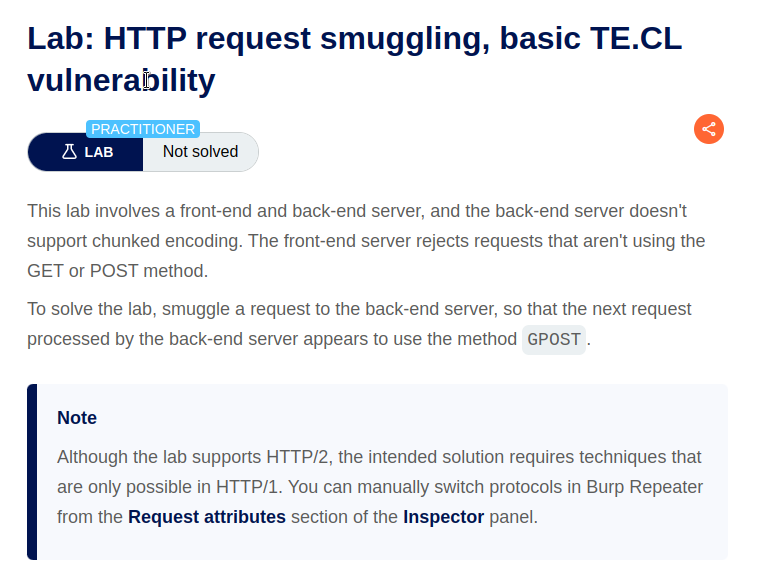 Lab: HTTP request smuggling, basic TE.CL
vulnerability
PRACTITIONER
LAB Not solved
This lab involves a front-end and back-end server, and the back-end server doesn't
support chunked encoding. The front-end server rejects requests that aren't using the
GET or POST method.
To solve the lab, smuggle a request to the back-end server, so that the next request
processed by the back-end server appears to use the method GPOST.
Note
Although the lab supports HTTP/2, the intended solution requires techniques that
are only possible in HTTP/1. You can manually switch protocols in Burp Repeater
from the Request attributes section of the Inspector panel.